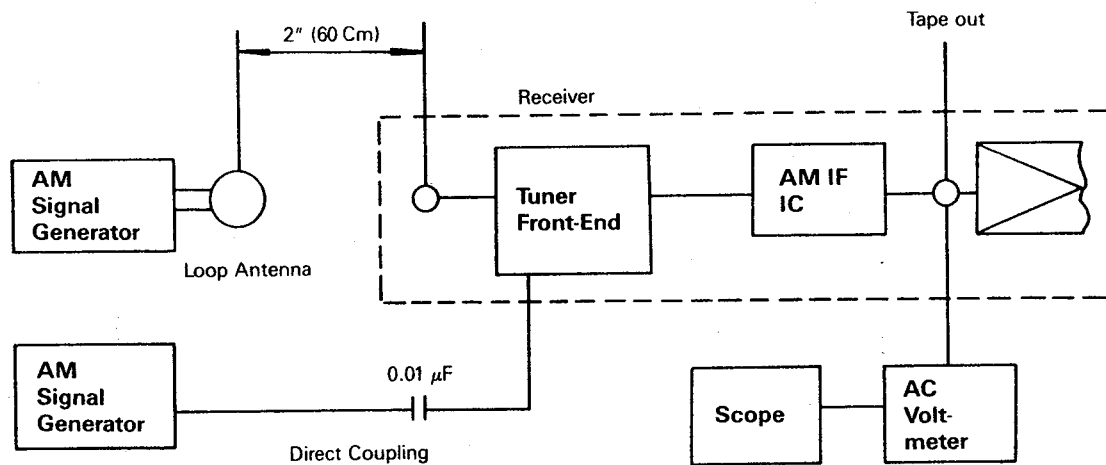 Tape out
2" (60 Cm)
Receiver
AM
Signal
Generator
Tuner
Front-End
AM IF
IC
Loop Antenna
AM
Signal
Generator
0.01 μF
Direct Coupling
Scope
AC
Volt-
meter